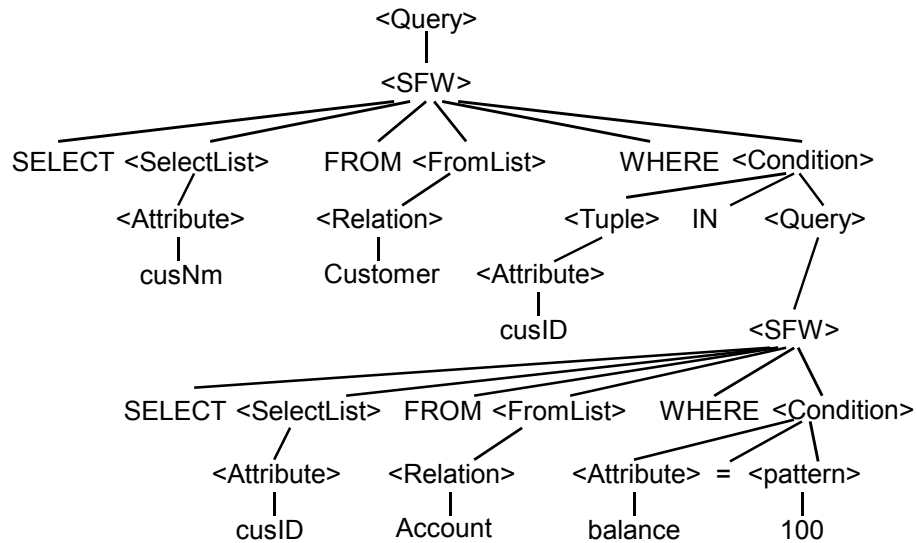 <Query>
<SFW>
SELECT <SelectList> FROM <FromList> WHERE <Condition>
<Attribute> <Relation> <Tuple> IN <Query>
cusNm Customer <Attribute>
cusID
<SFW>
SELECT <SelectList> FROM <FromList> WHERE <Condition>
<Attribute> <Relation> <Attribute> = <pattern>
cusID Account balance 100